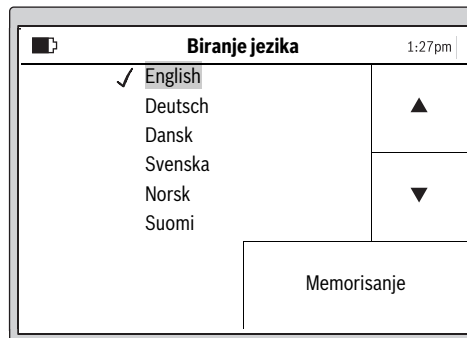 Biranje jezika 1:27pm
English
Deutsch
Dansk
Svenska
Norsk
Suomi
Memorisanje